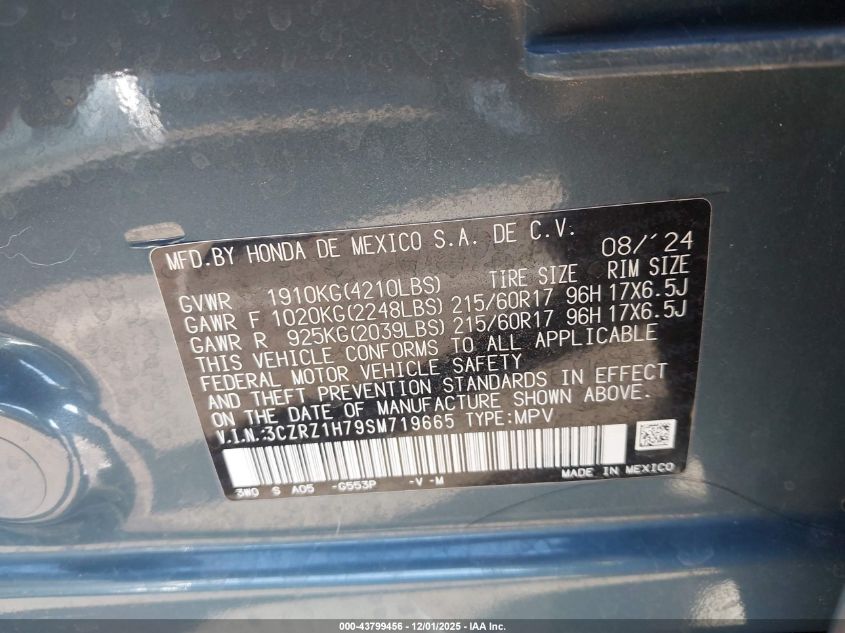 MFD.BY HONDA DE MEXICO S.A. DE C.V. 08/´24
TIRE SIZE RIM SIZE
GVWR 1910KG(4210LBS)
GAWR F 1020KG(2248LBS) 215/60R17 96H 17X6.5J
GAWR R 925KG(2039LBS) 215/60R17 96H 17X6.5J
THIS VEHICLE CONFORMS TO ALL APPLICABLE
FEDERAL MOTOR VEHICLE SAFETY
AND THEFT PREVENTION STANDARDS IN EFFECT
ON THE DATE OF MANUFACTURE SHOWN ABOVE.
V.I.N.:3CZRZ1H79SM719665 TYPE:MPV
3W0 S A05 -G553P -V -M MADE IN MEXICO
000-43799456 - 12/01/2025 - IAA Inc.